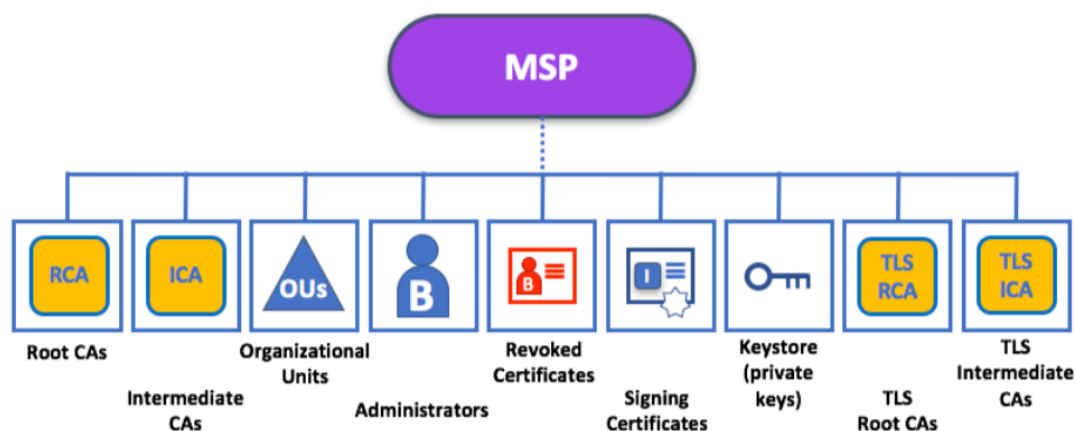 MSP
RCA
ICA
OUs
B
B
I
TLS
RCA
TLS
ICA
Root CAs
Intermediate
CAs
Organizational
Units
Administrators
Revoked
Certificates
Signing
Certificates
Keystore
(private
keys)
TLS
Root CAs
TLS
Intermediate
CAs